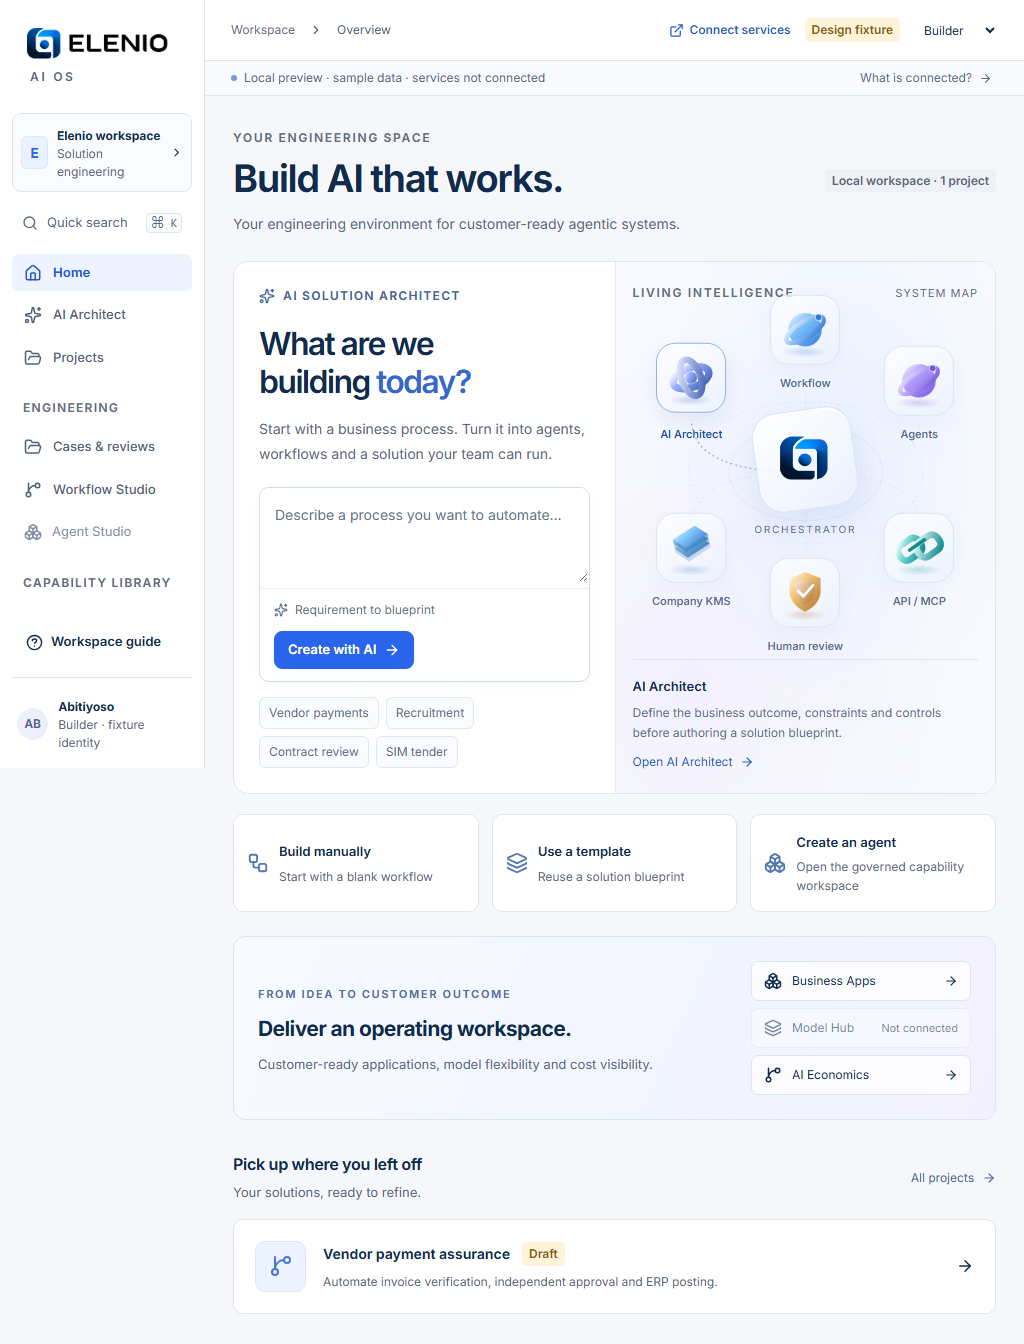 ELENIO
AI OS
E
Elenio workspace
Solution
engineering
Quick search
⌘ K
Home
AI Architect
Projects
ENGINEERING
Cases & reviews
Workflow Studio
Agent Studio
CAPABILITY LIBRARY
Workspace guide
AB
Abitiyoso
Builder · fixture
identity
Workspace
Overview
Connect services
Design fixture
Builder
Local preview · sample data · services not connected
What is connected?
YOUR ENGINEERING SPACE
Build AI that works.
Local workspace · 1 project
Your engineering environment for customer-ready agentic systems.
AI SOLUTION ARCHITECT
What are we
building today?
Start with a business process. Turn it into agents,
workflows and a solution your team can run.
Describe a process you want to automate...
Requirement to blueprint
Create with AI
Vendor payments
Recruitment
Contract review
SIM tender
LIVING INTELLIGENCE
SYSTEM MAP
Workflow
AI Architect
Agents
ORCHESTRATOR
Company KMS
API / MCP
Human review
AI Architect
Define the business outcome, constraints and controls
before authoring a solution blueprint.
Open AI Architect
Build manually
Start with a blank workflow
Use a template
Reuse a solution blueprint
Create an agent
Open the governed capability
workspace
FROM IDEA TO CUSTOMER OUTCOME
Deliver an operating workspace.
Customer-ready applications, model flexibility and cost visibility.
Business Apps
Model Hub
Not connected
AI Economics
Pick up where you left off
Your solutions, ready to refine.
All projects
Vendor payment assurance
Draft
Automate invoice verification, independent approval and ERP posting.